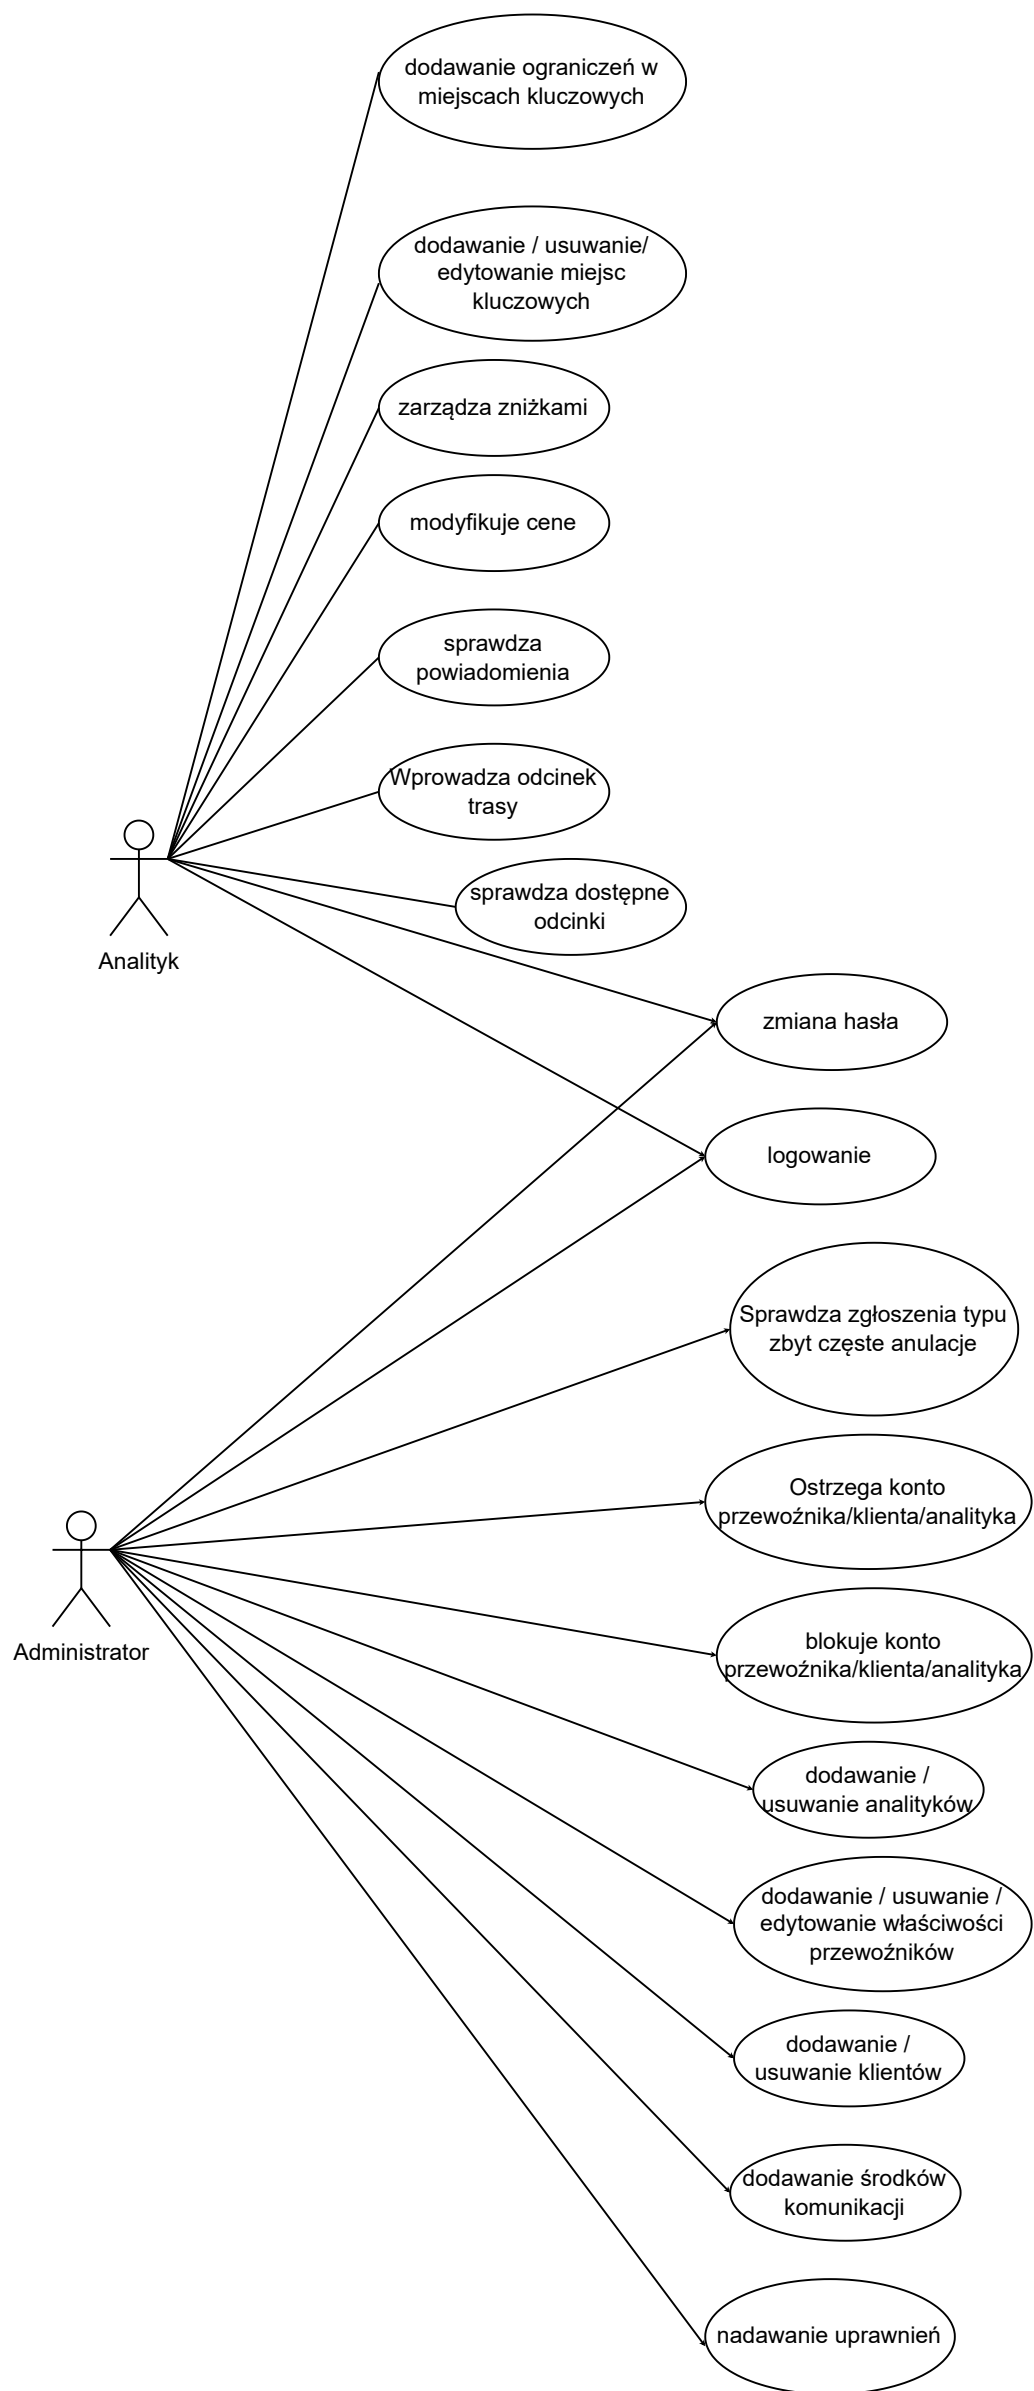 dodawanie ograniczeń w
miejscach kluczowych
dodawanie / usuwanie/
edytowanie miejsc
kluczowych
zarządza zniżkami
modyfikuje cene
sprawdza
powiadomienia
Wprowadza odcinek
trasy
sprawdza dostępne
odcinki
Analityk
zmiana hasła
logowanie
Sprawdza zgłoszenia typu
zbyt częste anulacje
Ostrzega konto
przewoźnika/klienta/analityka
Administrator
blokuje konto
przewoźnika/klienta/analityka
dodawanie /
usuwanie analityków
dodawanie / usuwanie /
edytowanie właściwości
przewoźników
dodawanie /
usuwanie klientów
dodawanie środków
komunikacji
nadawanie uprawnień